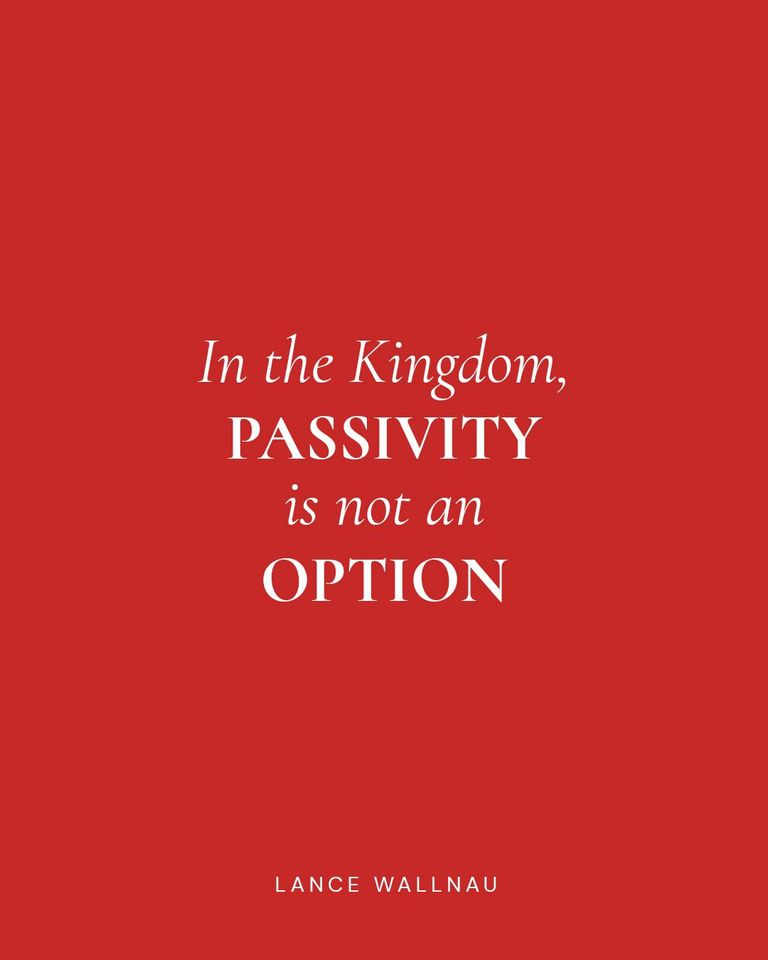 In the Kingdom,
PASSIVITY
is not an
OPTION
LANCE WALLNAU